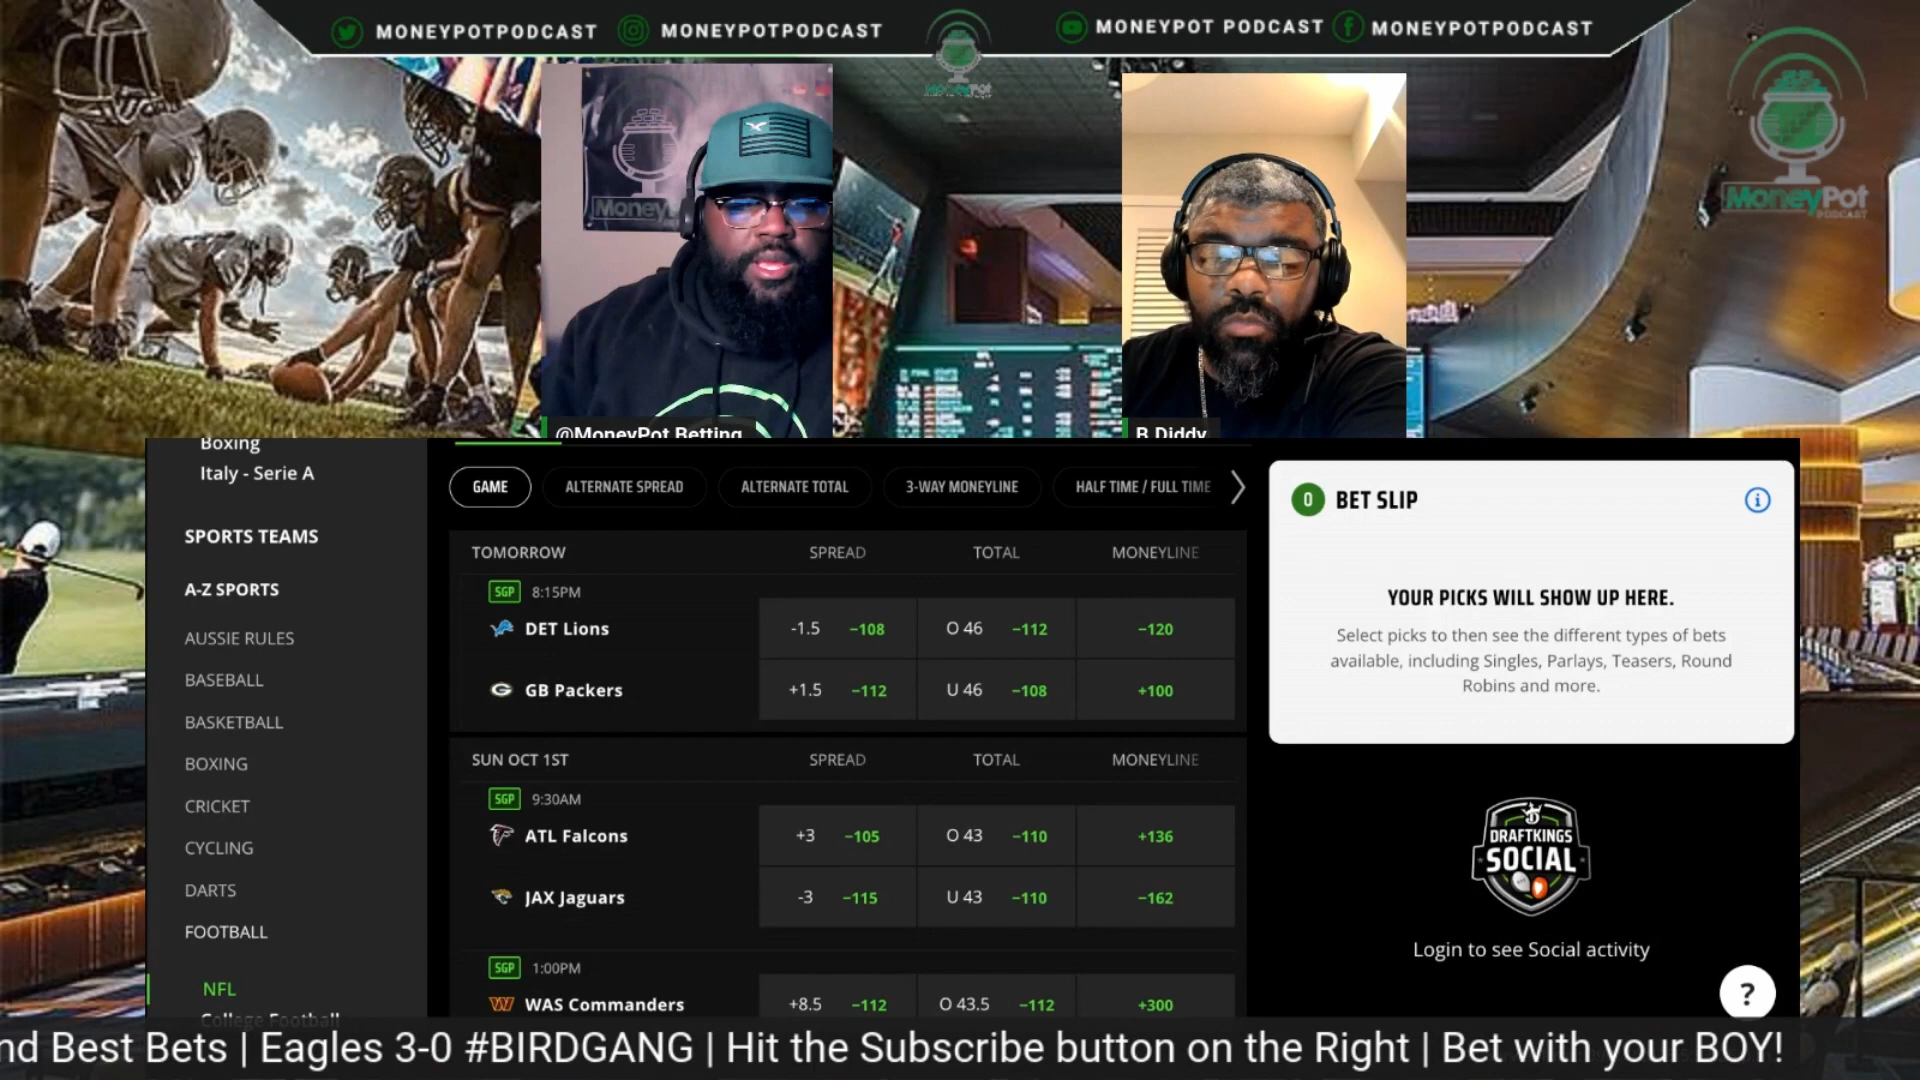 MONEYPOTPODCAST
MONEYPOTPODCAST
MONEYPOT PODCAST
MONEYPOTPODCAST
MoneyPot
MoneyPot
PODCAST
Money
@MoneyPot Betting
B Diddy
Boxing
Italy - Serie A
SPORTS TEAMS
A-Z SPORTS
AUSSIE RULES
BASEBALL
BASKETBALL
BOXING
CRICKET
CYCLING
DARTS
FOOTBALL
NFL
College Football
GAME
ALTERNATE SPREAD
ALTERNATE TOTAL
3-WAY MONEYLINE
HALF TIME / FULL TIME
TOMORROW SPREAD TOTAL MONEYLINE
SGP 8:15PM
DET Lions -1.5 −108 O 46 −112 −120
GB Packers +1.5 −112 U 46 −108 +100
SUN OCT 1ST SPREAD TOTAL MONEYLINE
SGP 9:30AM
ATL Falcons +3 −105 O 43 −110 +136
JAX Jaguars -3 −115 U 43 −110 −162
SGP 1:00PM
WAS Commanders +8.5 −112 O 43.5 −112 +300
0 BET SLIP
YOUR PICKS WILL SHOW UP HERE.
Select picks to then see the different types of bets
available, including Singles, Parlays, Teasers, Round
Robins and more.
DRAFTKINGS
SOCIAL
Login to see Social activity
?
nd Best Bets | Eagles 3-0 #BIRDGANG | Hit the Subscribe button on the Right | Bet with your BOY!